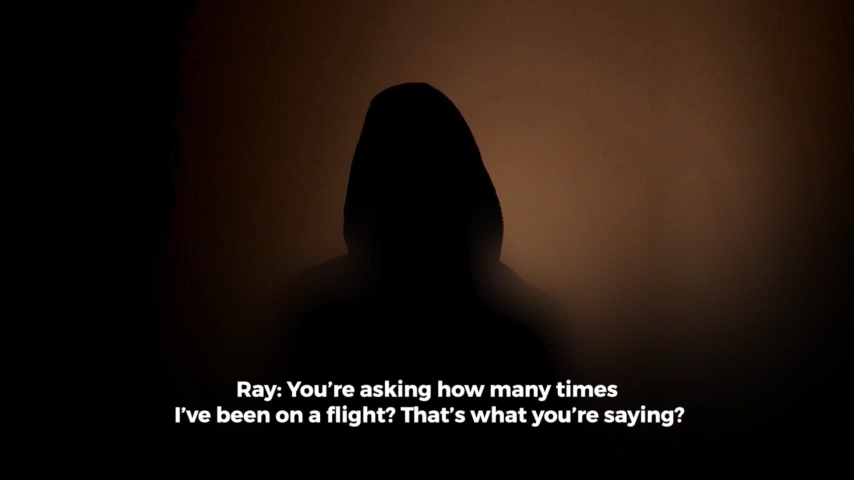 Ray: You're asking how many times
I've been on a flight? That's what you're saying?